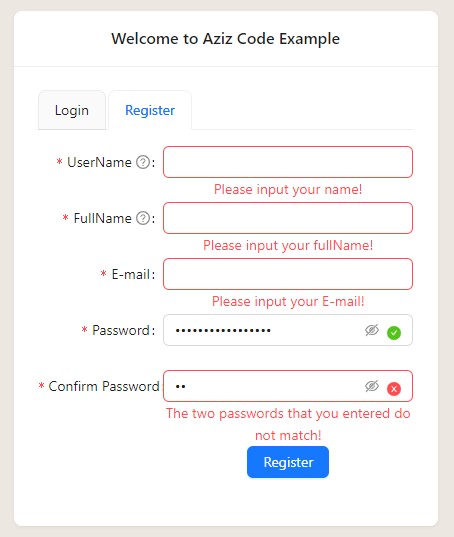 Welcome to Aziz Code Example
Login Register
* UserName ? :
Please input your name!
* FullName ? :
Please input your fullName!
* E-mail :
Please input your E-mail!
* Password : •••••••••••••••••
* Confirm Password ••
The two passwords that you entered do
not match!
Register